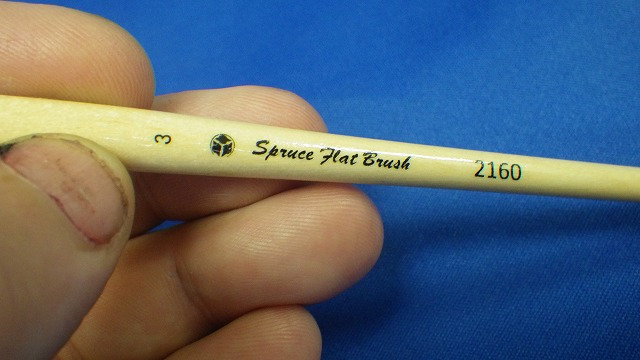 3 Spruce Flat Brush 2160